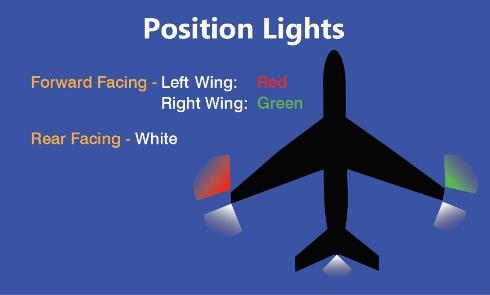 Position Lights
Forward Facing - Left Wing: Red
Right Wing: Green
Rear Facing - White